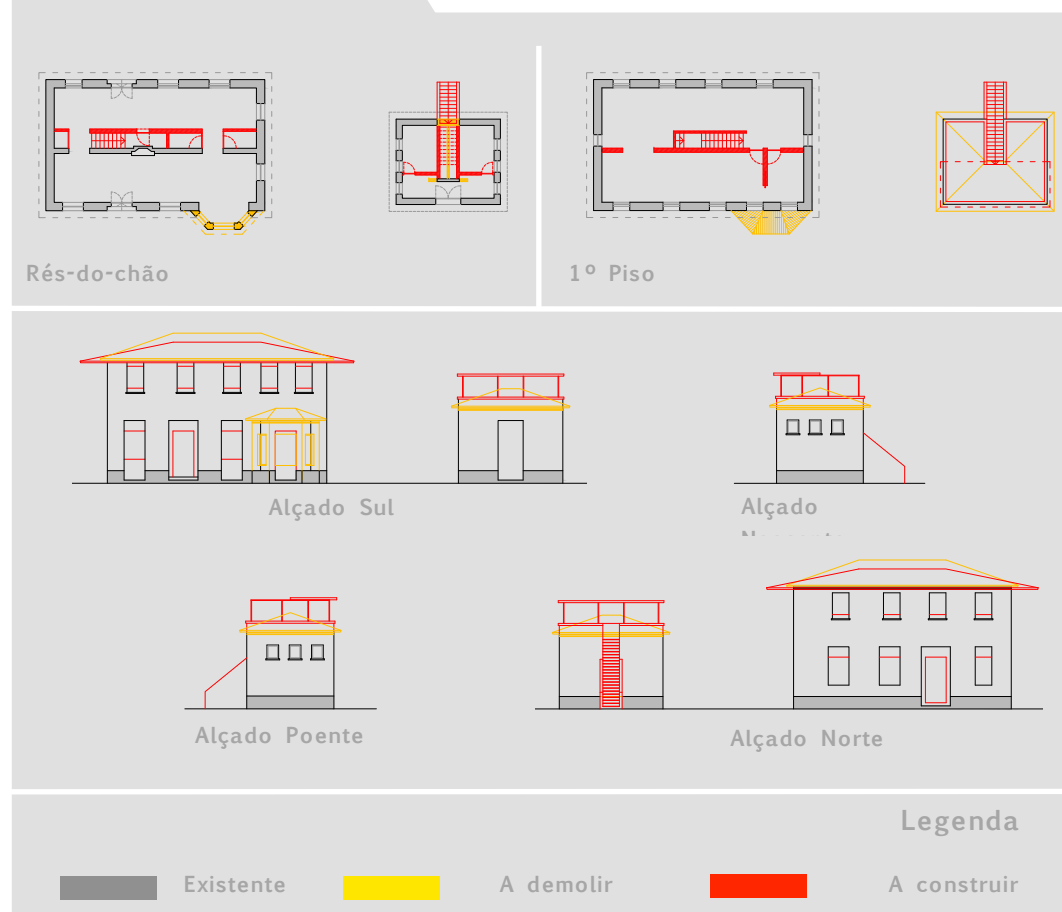 Rés-do-chão
1º Piso
Alçado Sul
Alçado
Alçado Poente
Alçado Norte
Legenda
Existente
A demolir
A construir